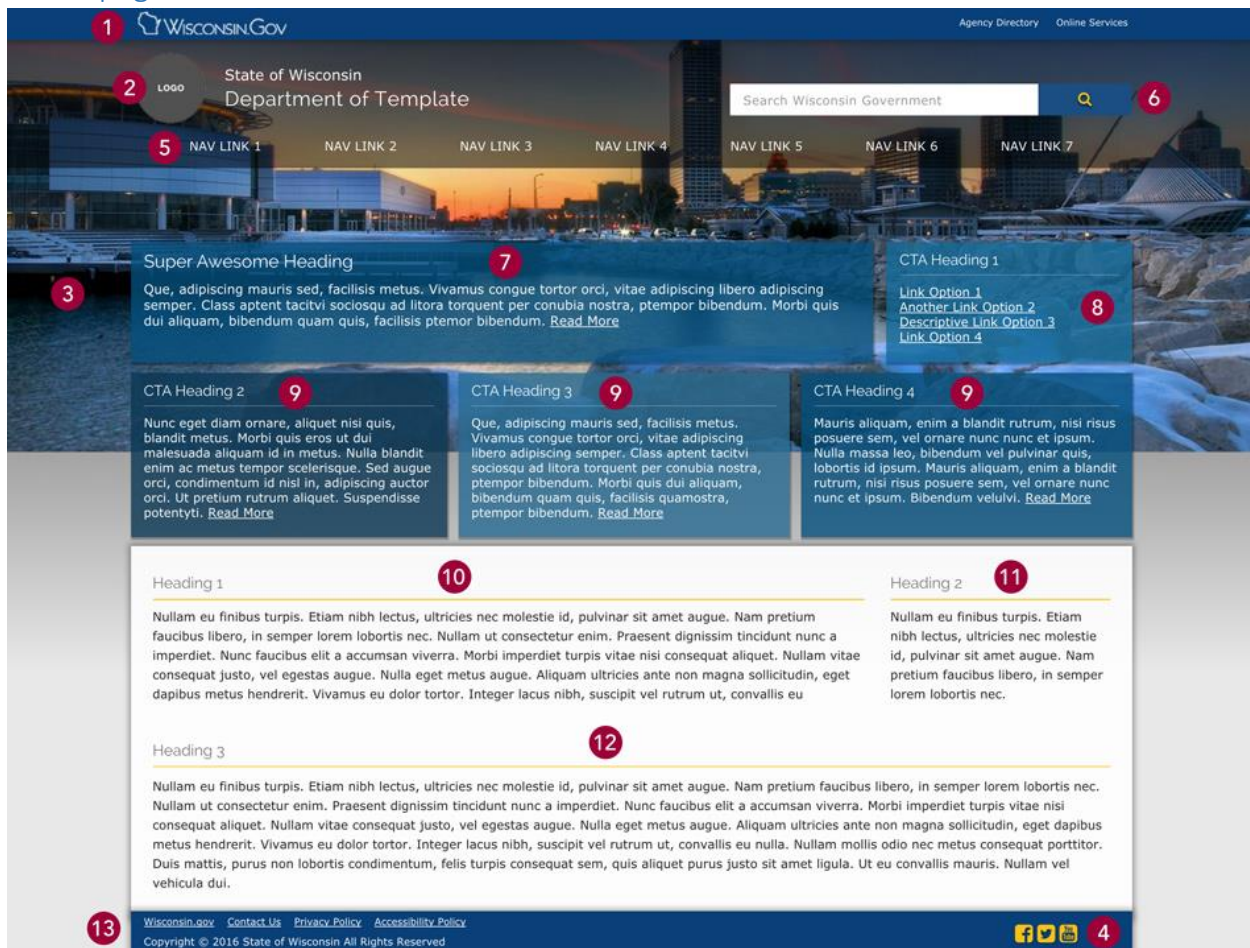 1 WISCONSIN.GOV Agency Directory Online Services
2 LOGO State of Wisconsin
Department of Template
Search Wisconsin Government 6
5 NAV LINK 1 NAV LINK 2 NAV LINK 3 NAV LINK 4 NAV LINK 5 NAV LINK 6 NAV LINK 7
3
Super Awesome Heading 7
Que, adipiscing mauris sed, facilisis metus. Vivamus congue tortor orci, vitae adipiscing libero adipiscing
semper. Class aptent tacitvi sociosqu ad litora torquent per conubia nostra, ptempor bibendum. Morbi quis
dui aliquam, bibendum quam quis, facilisis ptemor bibendum. Read More
CTA Heading 1
Link Option 1
Another Link Option 2
Descriptive Link Option 3 8
Link Option 4
CTA Heading 2 9
Nunc eget diam ornare, aliquet nisi quis,
blandit metus. Morbi quis eros ut dui
malesuada aliquam id in metus. Nulla blandit
enim ac metus tempor scelerisque. Sed augue
orci, condimentum id nisl in, adipiscing auctor
orci. Ut pretium rutrum aliquet. Suspendisse
potentyti. Read More
CTA Heading 3 9
Que, adipiscing mauris sed, facilisis metus.
Vivamus congue tortor orci, vitae adipiscing
libero adipiscing semper. Class aptent tacitvi
sociosqu ad litora torquent per conubia nostra,
ptempor bibendum. Morbi quis dui aliquam,
bibendum quam quis, facilisis quamostra,
ptempor bibendum. Read More
CTA Heading 4 9
Mauris aliquam, enim a blandit rutrum, nisi risus
posuere sem, vel ornare nunc nunc et ipsum.
Nulla massa leo, bibendum vel pulvinar quis,
lobortis id ipsum. Mauris aliquam, enim a blandit
rutrum, nisi risus posuere sem, vel ornare nunc
nunc et ipsum. Bibendum velulvi. Read More
Heading 1 10
Nullam eu finibus turpis. Etiam nibh lectus, ultricies nec molestie id, pulvinar sit amet augue. Nam pretium
faucibus libero, in semper lorem lobortis nec. Nullam ut consectetur enim. Praesent dignissim tincidunt nunc a
imperdiet. Nunc faucibus elit a accumsan viverra. Morbi imperdiet turpis vitae nisi consequat aliquet. Nullam vitae
consequat justo, vel egestas augue. Nulla eget metus augue. Aliquam ultricies ante non magna sollicitudin, eget
dapibus metus hendrerit. Vivamus eu dolor tortor. Integer lacus nibh, suscipit vel rutrum ut, convallis eu
Heading 2 11
Nullam eu finibus turpis. Etiam
nibh lectus, ultricies nec molestie
id, pulvinar sit amet augue. Nam
pretium faucibus libero, in semper
lorem lobortis nec.
Heading 3 12
Nullam eu finibus turpis. Etiam nibh lectus, ultricies nec molestie id, pulvinar sit amet augue. Nam pretium faucibus libero, in semper lorem lobortis nec.
Nullam ut consectetur enim. Praesent dignissim tincidunt nunc a imperdiet. Nunc faucibus elit a accumsan viverra. Morbi imperdiet turpis vitae nisi
consequat aliquet. Nullam vitae consequat justo, vel egestas augue. Nulla eget metus augue. Aliquam ultricies ante non magna sollicitudin, eget dapibus
metus hendrerit. Vivamus eu dolor tortor. Integer lacus nibh, suscipit vel rutrum ut, convallis eu nulla. Nullam mollis odio nec metus consequat porttitor.
Duis mattis, purus non lobortis condimentum, felis turpis consequat sem, quis aliquet purus justo sit amet ligula. Ut eu convallis mauris. Nullam vel
vehicula dui.
13 Wisconsin.gov Contact Us Privacy Policy Accessibility Policy
Copyright © 2016 State of Wisconsin All Rights Reserved 4